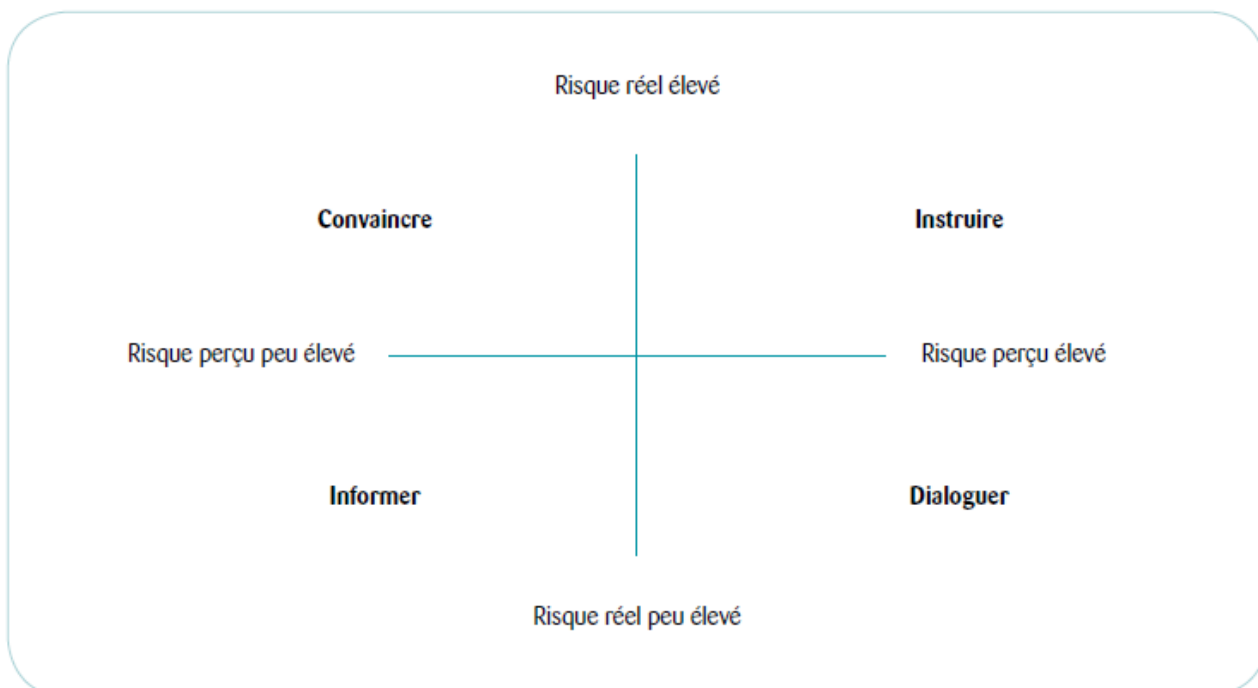 Risque réel élevé
Convaincre
Instruire
Risque perçu peu élevé
Risque perçu élevé
Informer
Dialoguer
Risque réel peu élevé